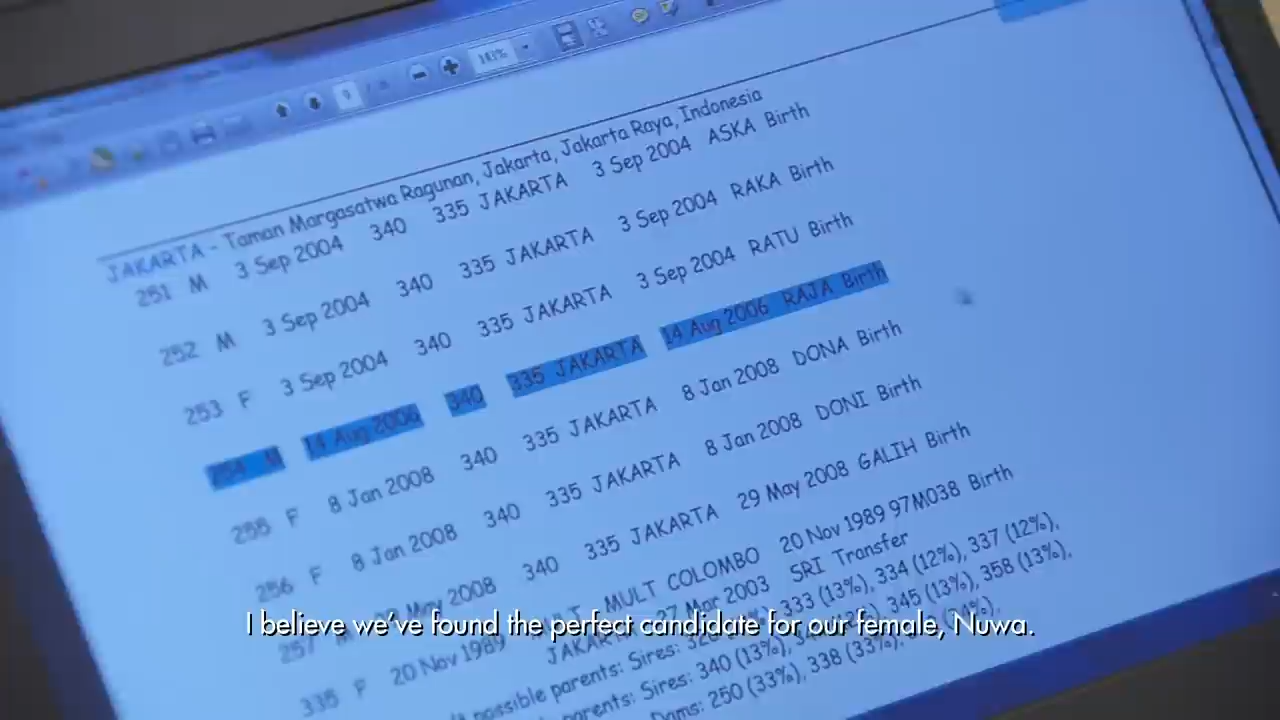 143%
9
JAKARTA - Taman Margasatwa Ragunan, Jakarta, Jakarta Raya, Indonesia
251 M 3 Sep 2004 340 335 JAKARTA 3 Sep 2004 ASKA Birth
252 M 3 Sep 2004 340 335 JAKARTA 3 Sep 2004 RAKA Birth
253 F 3 Sep 2004 340 335 JAKARTA 3 Sep 2004 RATU Birth
254 M 14 Aug 2006 340 335 JAKARTA 14 Aug 2006 RAJA Birth
255 F 8 Jan 2008 340 335 JAKARTA 8 Jan 2008 DONA Birth
256 F 8 Jan 2008 340 335 JAKARTA 8 Jan 2008 DONI Birth
257 May 2008 340 335 JAKARTA 29 May 2008 GALIH Birth
335 F 20 Nov 1989 MULT COLOMBO 20 Nov 1989 97M038 Birth
JAKARTA 27 Mar 2003 SRI Transfer
possible parents: Sires: 333 (13%), 334 (12%), 337 (12%),
parents: Sires: 340 (13%), 345 (13%), 358 (13%),
Dams: 250 (33%), 338 (33%),
I believe we've found the perfect candidate for our female, Nuwa.